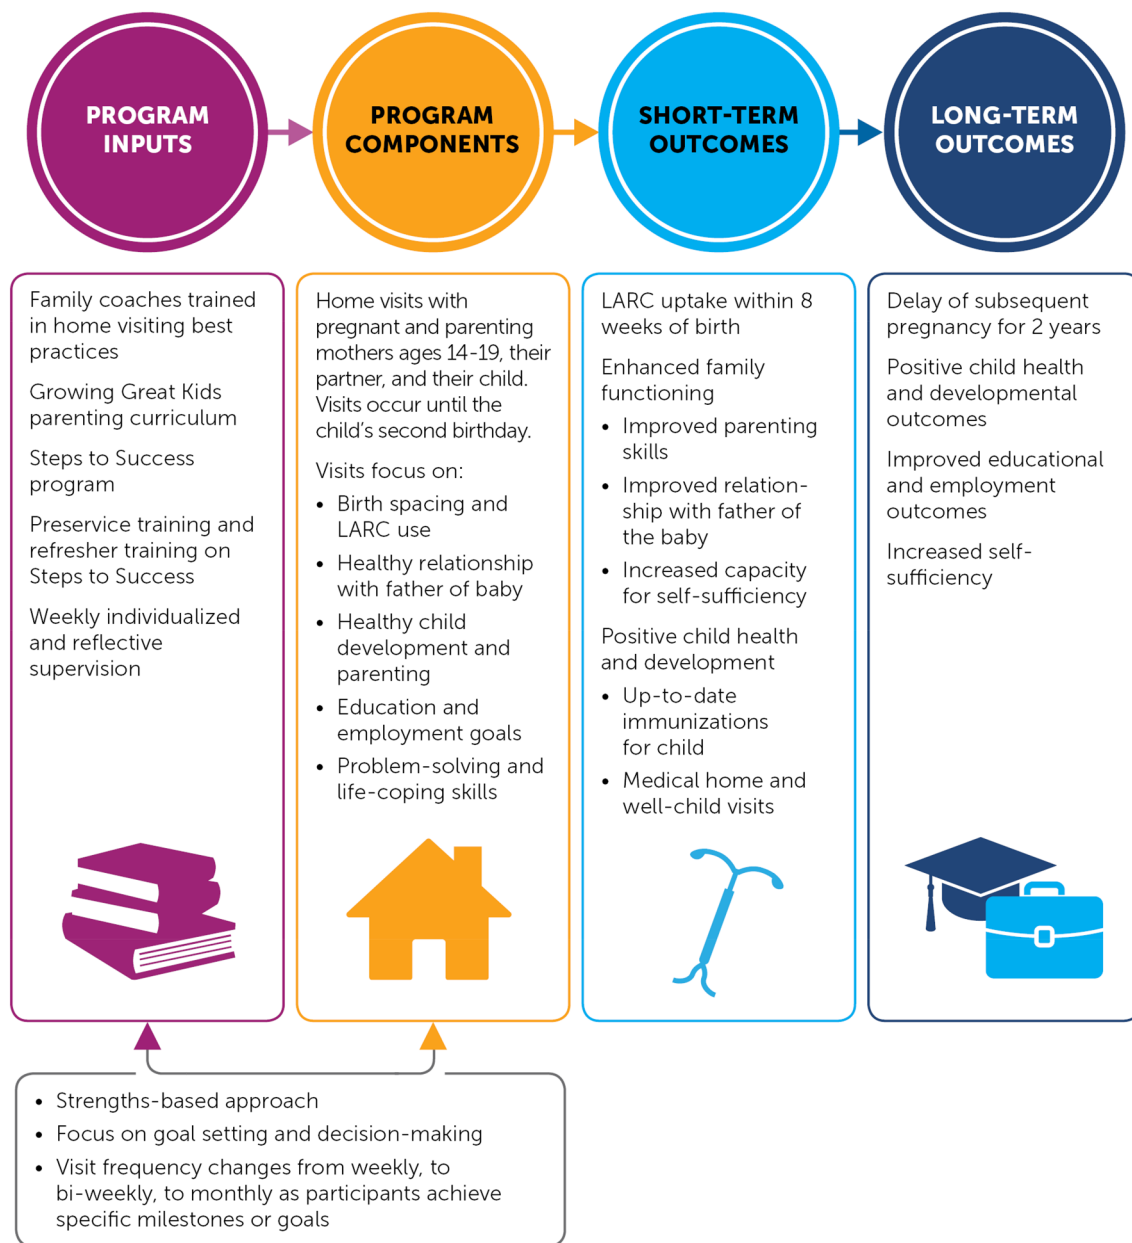 PROGRAM
INPUTS
PROGRAM
COMPONENTS
SHORT-TERM
OUTCOMES
LONG-TERM
OUTCOMES
Family coaches trained
in home visiting best
practices
Growing Great Kids
parenting curriculum
Steps to Success
program
Preservice training and
refresher training on
Steps to Success
Weekly individualized
and reflective
supervision
Home visits with
pregnant and parenting
mothers ages 14-19, their
partner, and their child.
Visits occur until the
child’s second birthday.
Visits focus on:
• Birth spacing and
LARC use
• Healthy relationship
with father of baby
• Healthy child
development and
parenting
• Education and
employment goals
• Problem-solving and
life-coping skills
LARC uptake within 8
weeks of birth
Enhanced family
functioning
• Improved parenting
skills
• Improved relation-
ship with father of
the baby
• Increased capacity
for self-sufficiency
Positive child health
and development
• Up-to-date
immunizations
for child
• Medical home and
well-child visits
Delay of subsequent
pregnancy for 2 years
Positive child health
and developmental
outcomes
Improved educational
and employment
outcomes
Increased self-
sufficiency
• Strengths-based approach
• Focus on goal setting and decision-making
• Visit frequency changes from weekly, to
bi-weekly, to monthly as participants achieve
specific milestones or goals